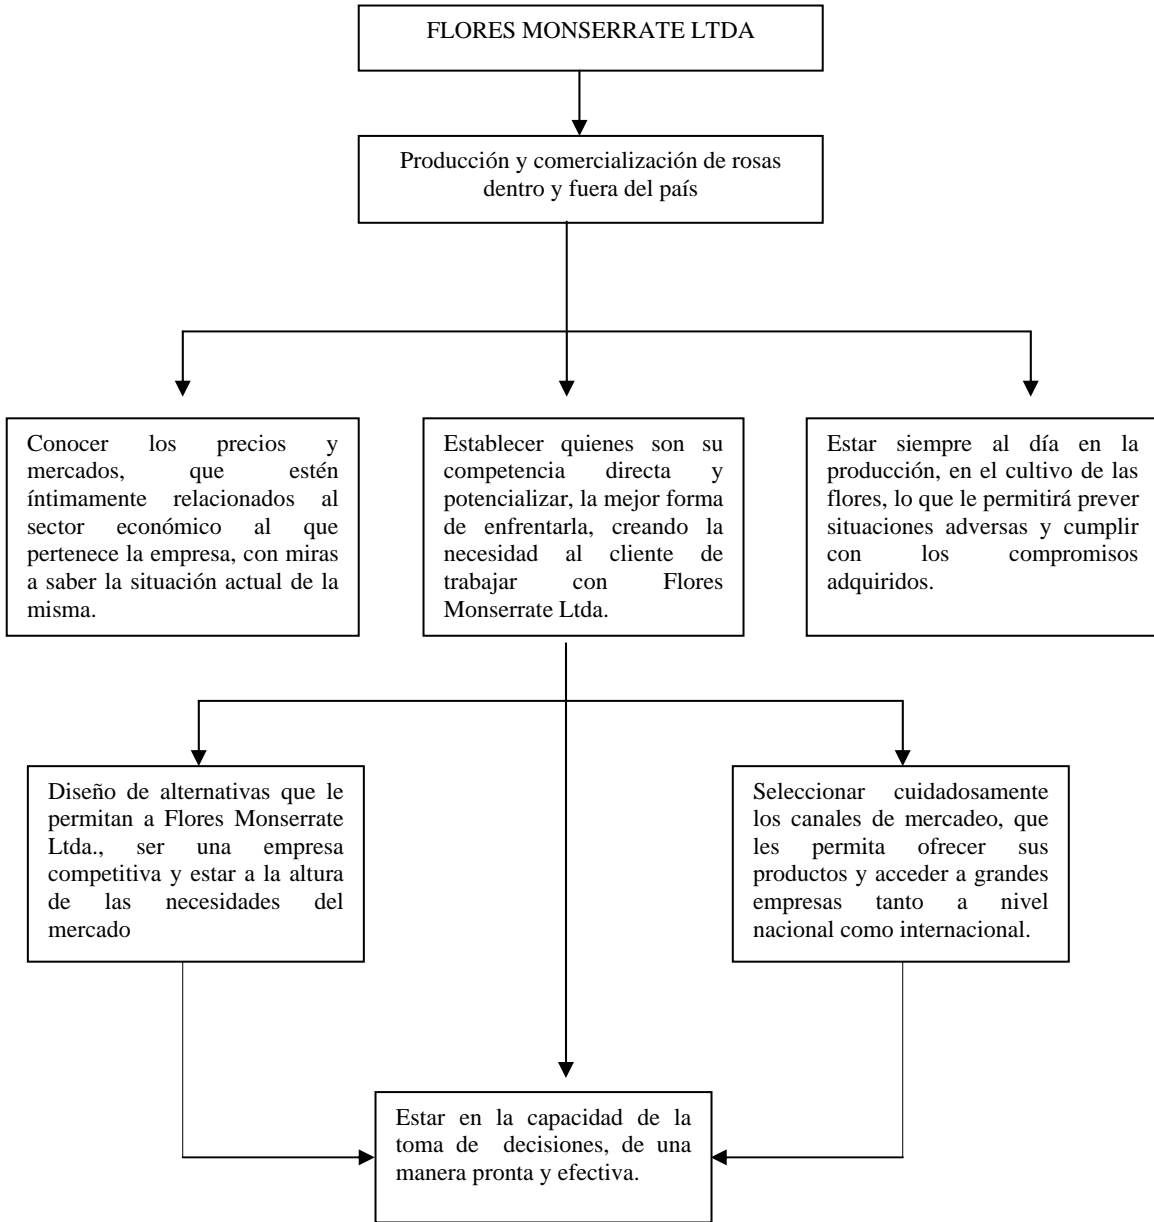 FLORES MONSERRATE LTDA
Producción y comercialización de rosas
dentro y fuera del país
Conocer los precios y
mercados, que estén
íntimamente relacionados al
sector económico al que
pertenece la empresa, con miras
a saber la situación actual de la
misma.
Establecer quienes son su
competencia directa y
potencializar, la mejor forma
de enfrentarla, creando la
necesidad al cliente de
trabajar con Flores
Monserrate Ltda.
Estar siempre al día en la
producción, en el cultivo de las
flores, lo que le permitirá prever
situaciones adversas y cumplir
con los compromisos
adquiridos.
Diseño de alternativas que le
permitan a Flores Monserrate
Ltda., ser una empresa
competitiva y estar a la altura
de las necesidades del
mercado
Seleccionar cuidadosamente
los canales de mercadeo, que
les permita ofrecer sus
productos y acceder a grandes
empresas tanto a nivel
nacional como internacional.
Estar en la capacidad de la
toma de decisiones, de una
manera pronta y efectiva.